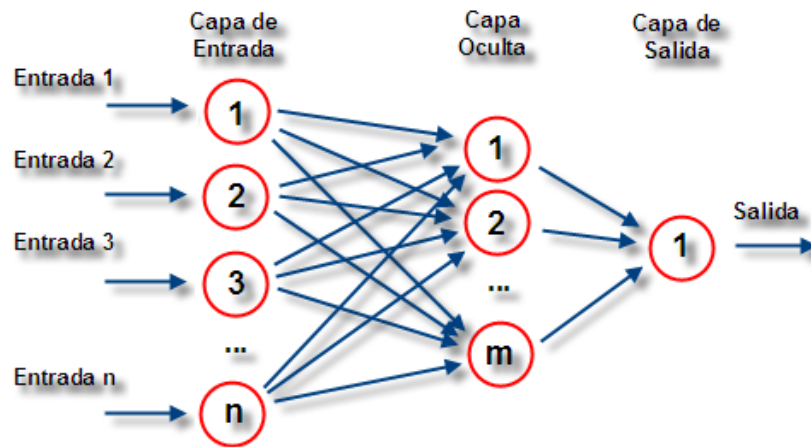 Capa de
Entrada
Capa
Oculta
Capa de
Salida
Entrada 1
1
Entrada 2
2
Entrada 3
3
...
Entrada n
n
1
2
...
m
1
Salida